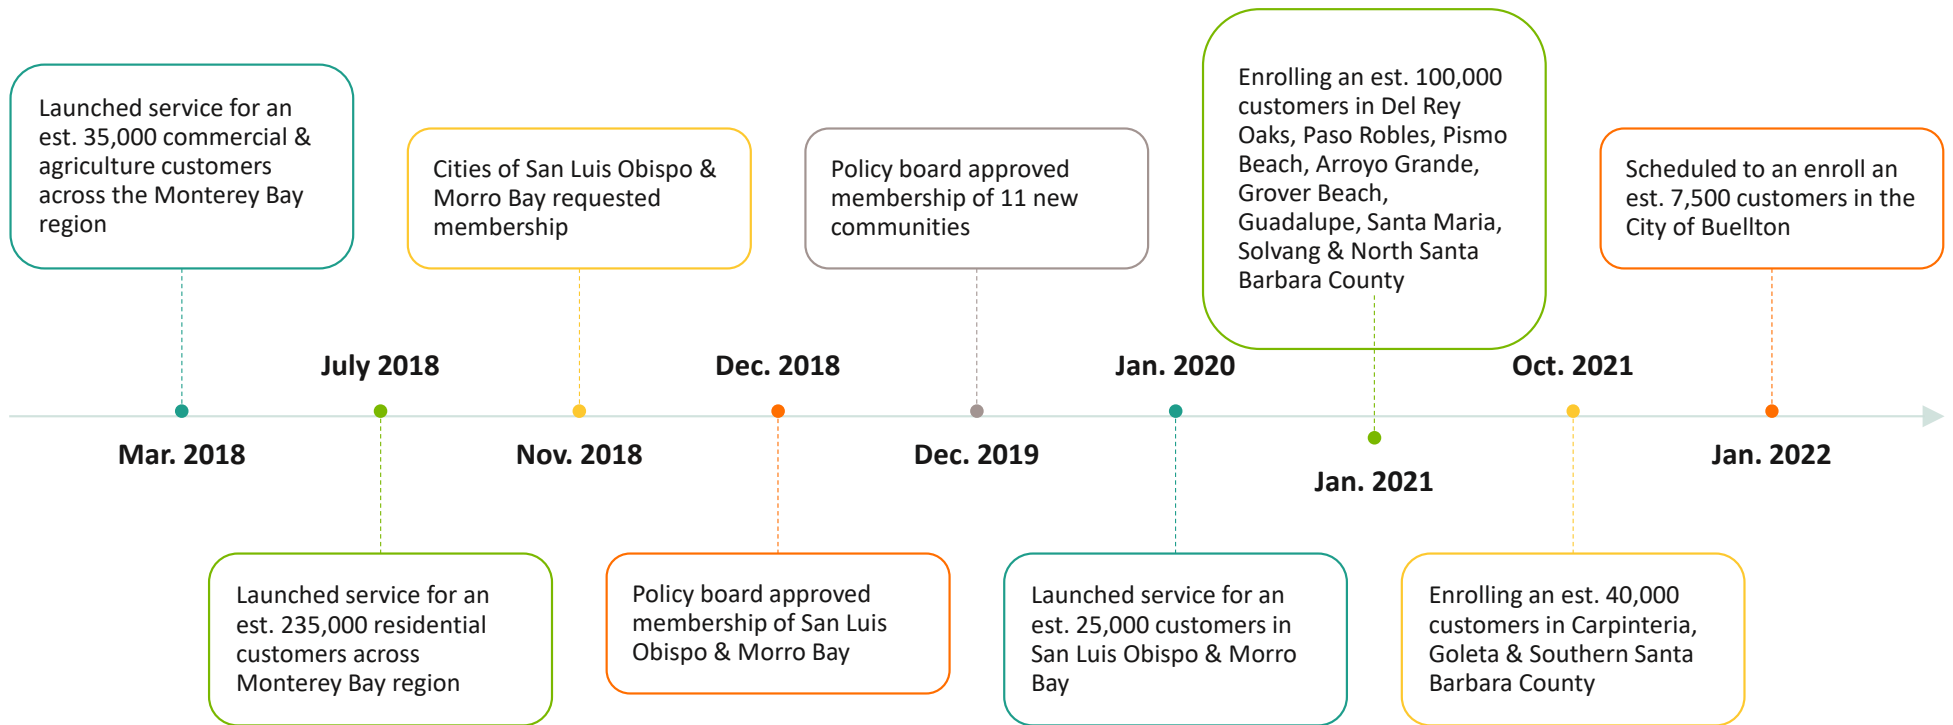 Launched service for an
est. 35,000 commercial &
agriculture customers
across the Monterey Bay
region
Mar. 2018
July 2018
Launched service for an
est. 235,000 residential
customers across
Monterey Bay region
Cities of San Luis Obispo &
Morro Bay requested
membership
Nov. 2018
Dec. 2018
Policy board approved
membership of San Luis
Obispo & Morro Bay
Policy board approved
membership of 11 new
communities
Dec. 2019
Jan. 2020
Launched service for an
est. 25,000 customers in
San Luis Obispo & Morro
Bay
Enrolling an est. 100,000
customers in Del Rey
Oaks, Paso Robles, Pismo
Beach, Arroyo Grande,
Grover Beach,
Guadalupe, Santa Maria,
Solvang & North Santa
Barbara County
Jan. 2021
Oct. 2021
Enrolling an est. 40,000
customers in Carpinteria,
Goleta & Southern Santa
Barbara County
Scheduled to an enroll an
est. 7,500 customers in the
City of Buellton
Jan. 2022